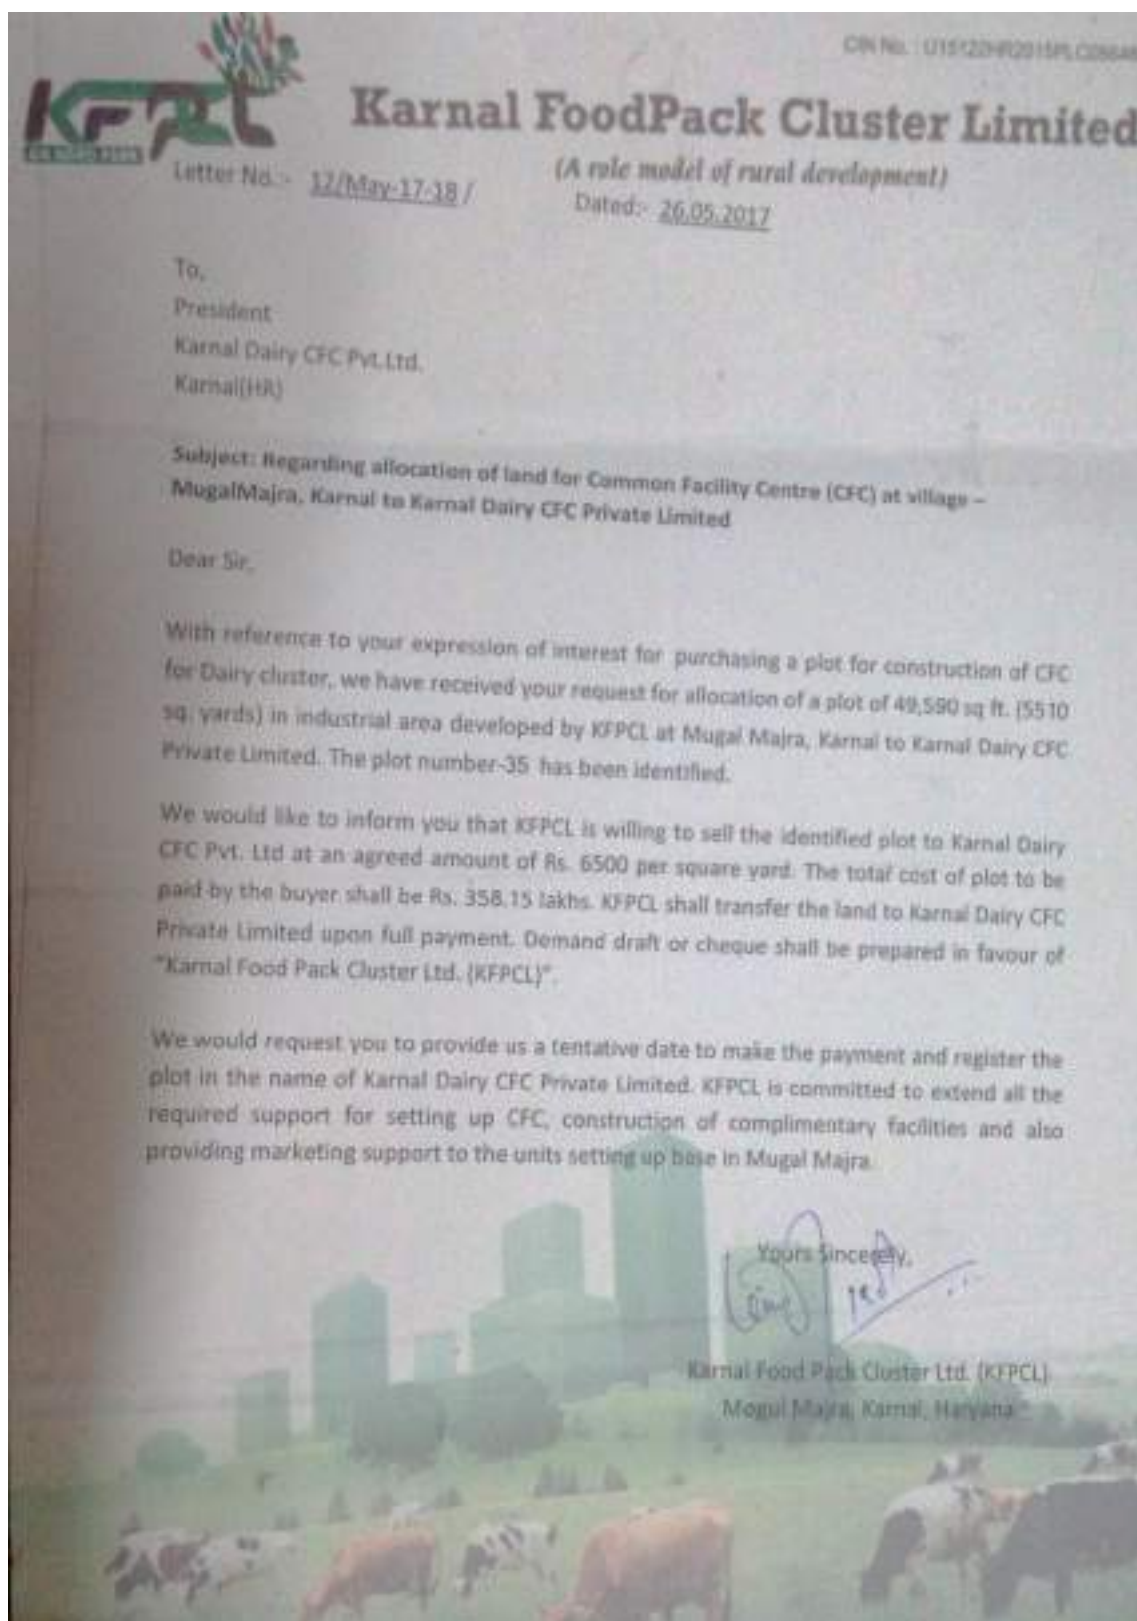 CIN No. : U15122HR2015PLC05646
KFPCL
AN AGRO PARK
Karnal FoodPack Cluster Limited
(A role model of rural development)
Letter No. :- 12/May-17-18 /
Dated:- 26.05.2017
To,
President
Karnal Dairy CFC Pvt.Ltd.
Karnal(HR)
Subject: Regarding allocation of land for Common Facility Centre (CFC) at village –
MugalMajra, Karnal to Karnal Dairy CFC Private Limited
Dear Sir,
With reference to your expression of interest for purchasing a plot for construction of CFC
for Dairy cluster, we have received your request for allocation of a plot of 49,590 sq ft. (5510
sq. yards) in industrial area developed by KFPCL at Mugal Majra, Karnal to Karnal Dairy CFC
Private Limited. The plot number-35 has been identified.
We would like to inform you that KFPCL is willing to sell the identified plot to Karnal Dairy
CFC Pvt. Ltd at an agreed amount of Rs. 6500 per square yard. The total cost of plot to be
paid by the buyer shall be Rs. 358.15 lakhs. KFPCL shall transfer the land to Karnal Dairy CFC
Private Limited upon full payment. Demand draft or cheque shall be prepared in favour of
"Karnal Food Pack Cluster Ltd. (KFPCL)".
We would request you to provide us a tentative date to make the payment and register the
plot in the name of Karnal Dairy CFC Private Limited. KFPCL is committed to extend all the
required support for setting up CFC, construction of complimentary facilities and also
providing marketing support to the units setting up base in Mugal Majra.
Yours Sincerely,
Karnal Food Pack Cluster Ltd. (KFPCL)
Mogul Majra, Karnal, Haryana